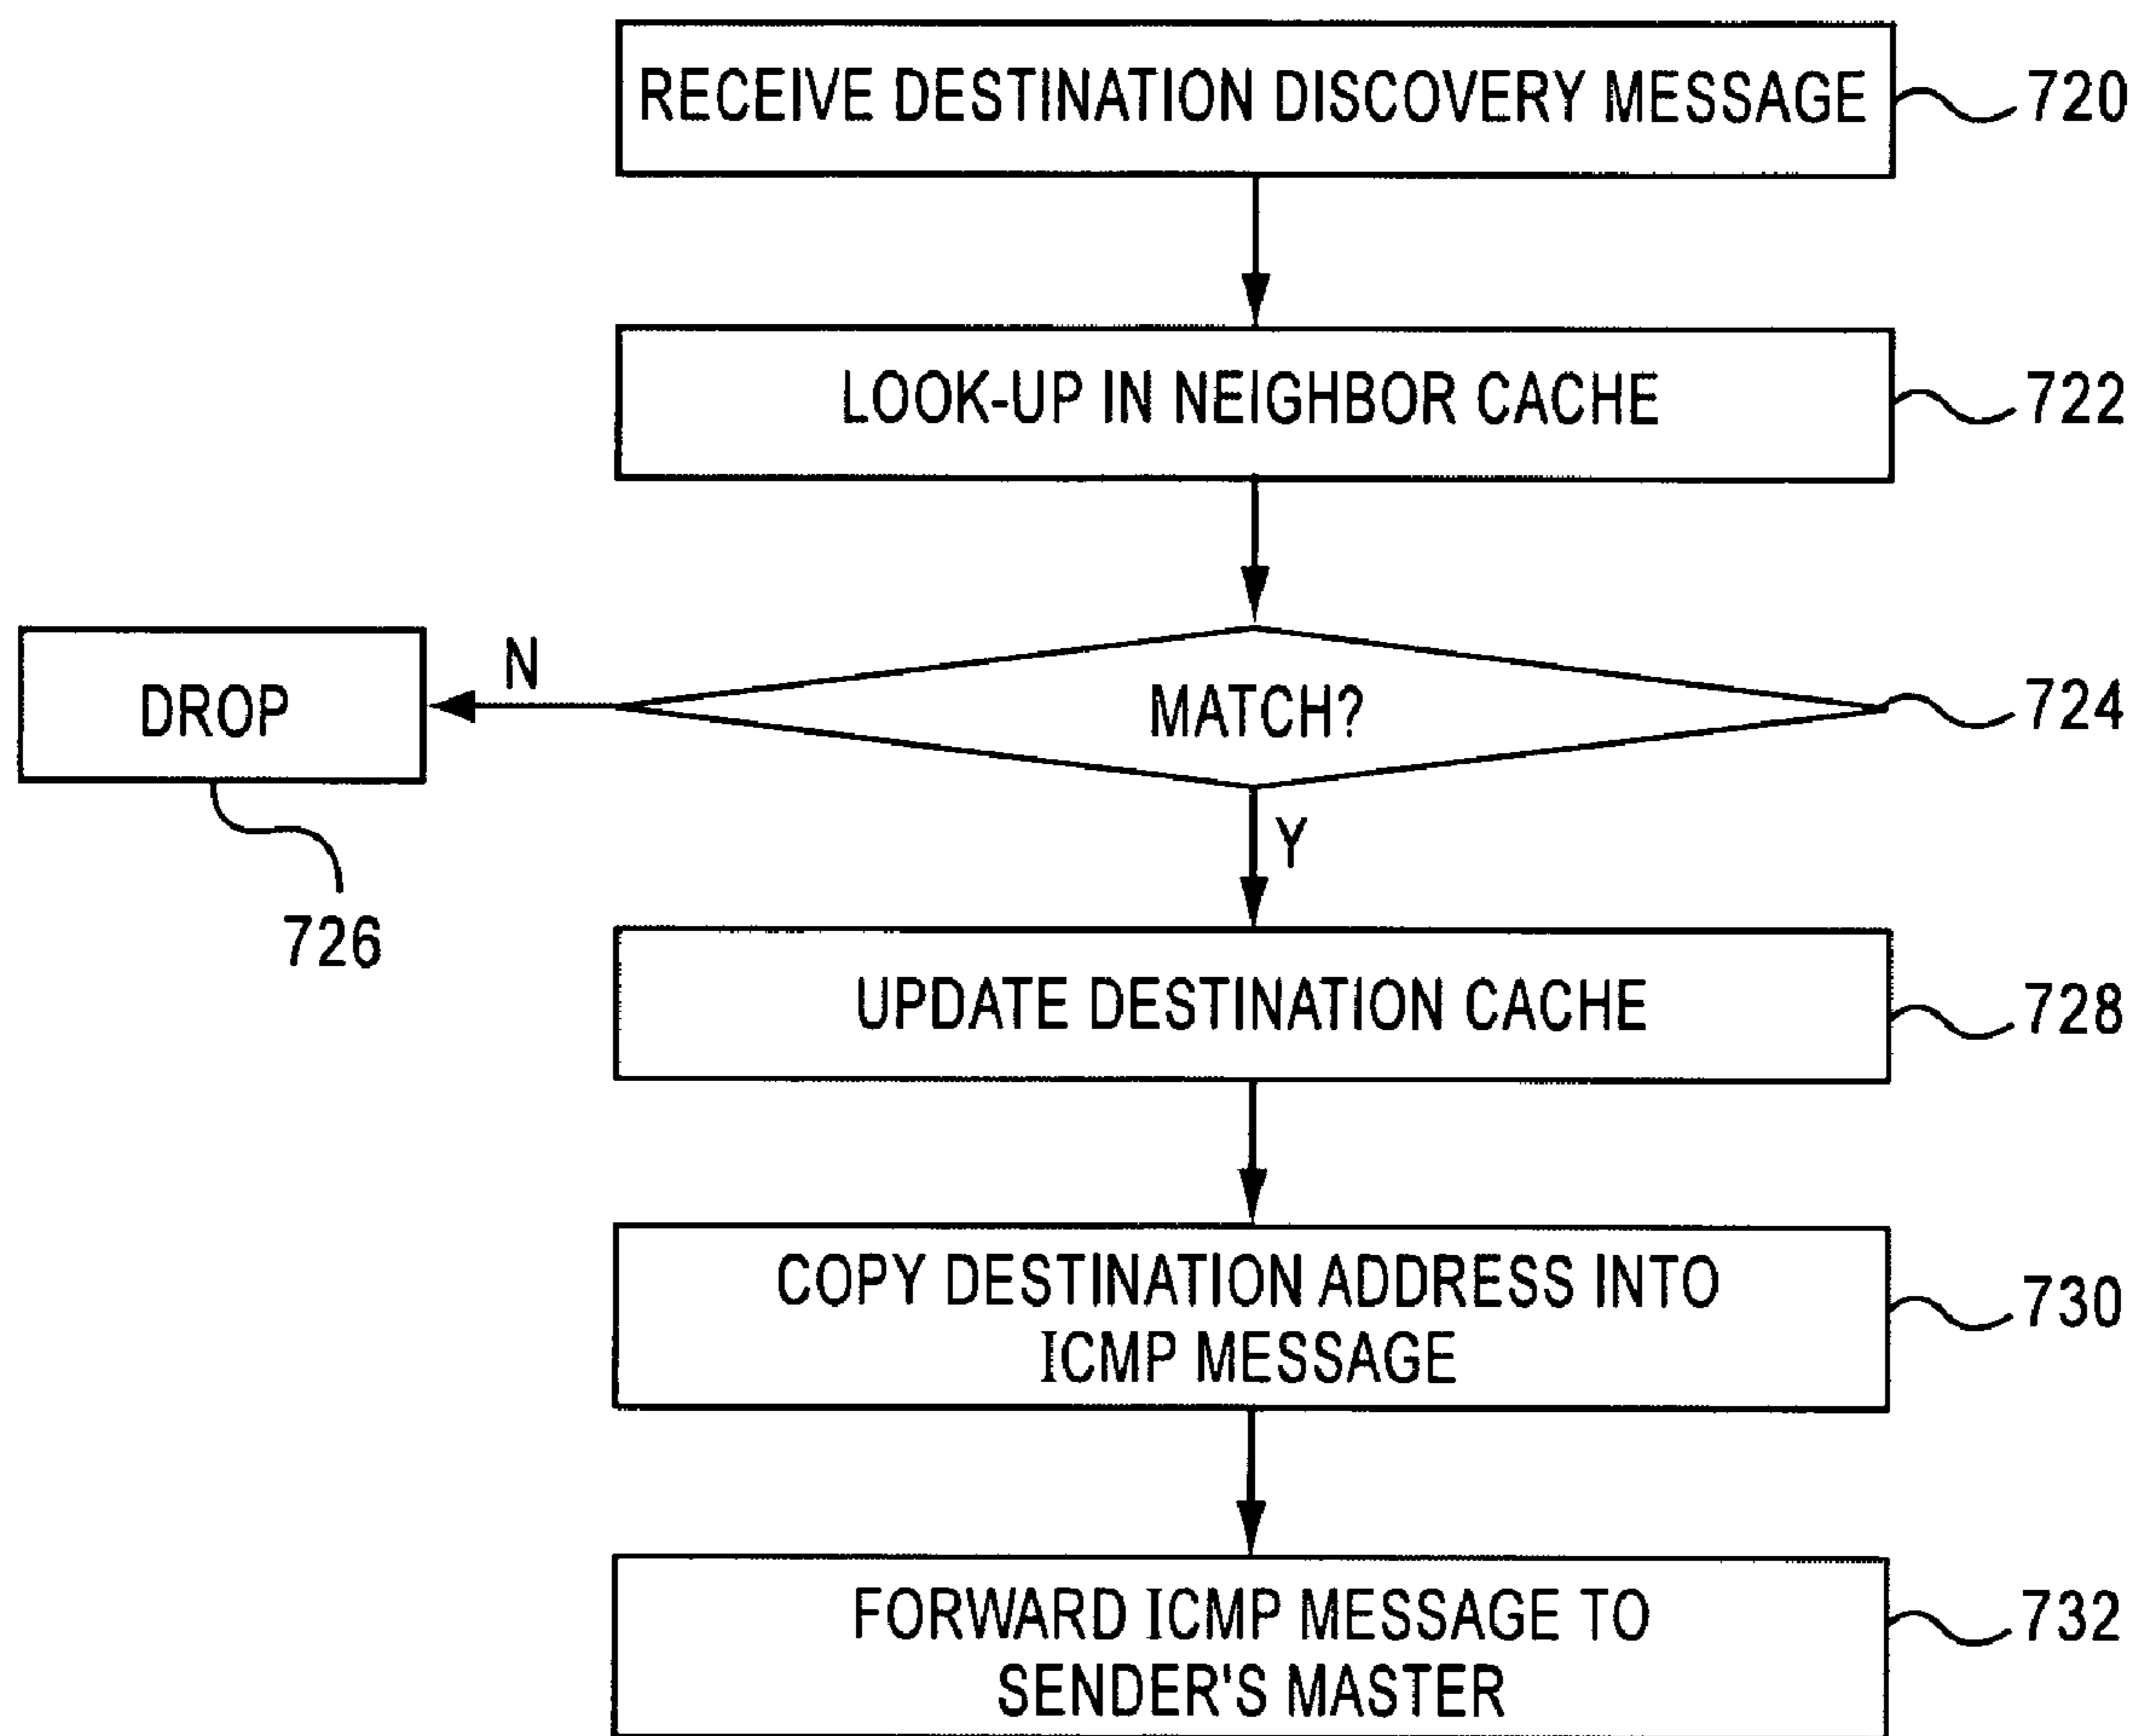 RECEIVE DESTINATION DISCOVERY MESSAGE
720
LOOK-UP IN NEIGHBOR CACHE
722
DROP
N
MATCH?
724
726
Y
UPDATE DESTINATION CACHE
728
COPY DESTINATION ADDRESS INTO
ICMP MESSAGE
730
FORWARD ICMP MESSAGE TO
SENDER'S MASTER
732